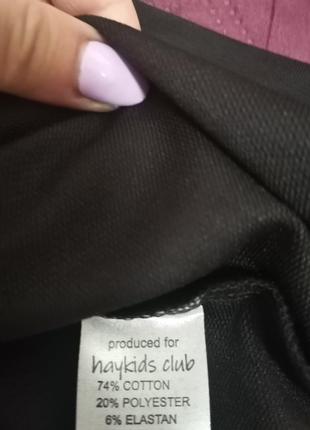 produced for
haykids club
74% COTTON
20% POLYESTER
6% ELASTAN